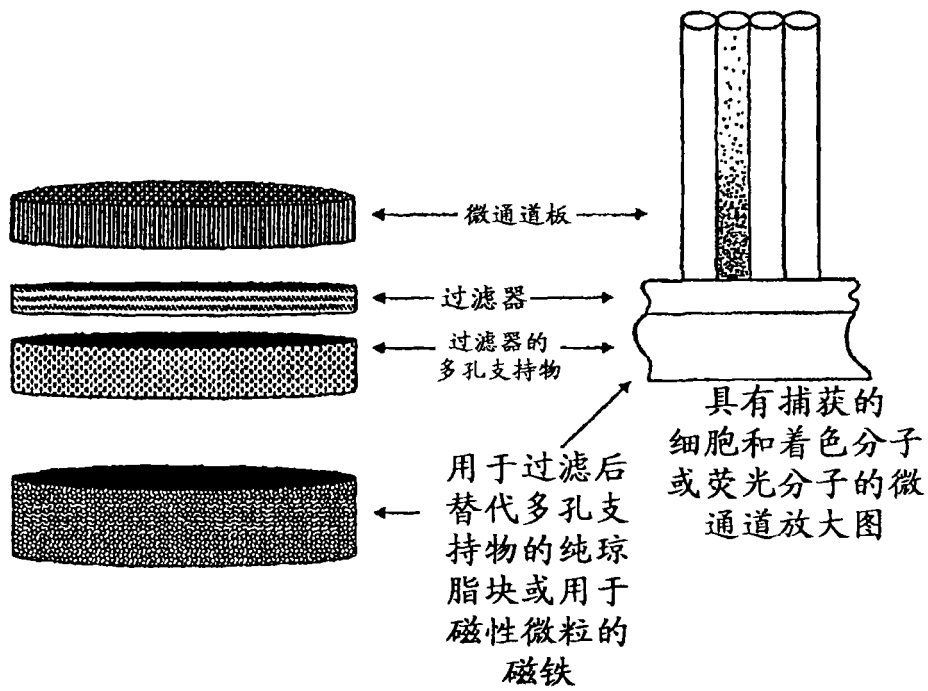 微通道板
过滤器
过滤器的
多孔支持物
用于过滤后
替代多孔支
持物的纯琼
脂块或用于
磁性微粒的
磁铁
具有捕获的
细胞和着色分子
或荧光分子的微
通道放大图